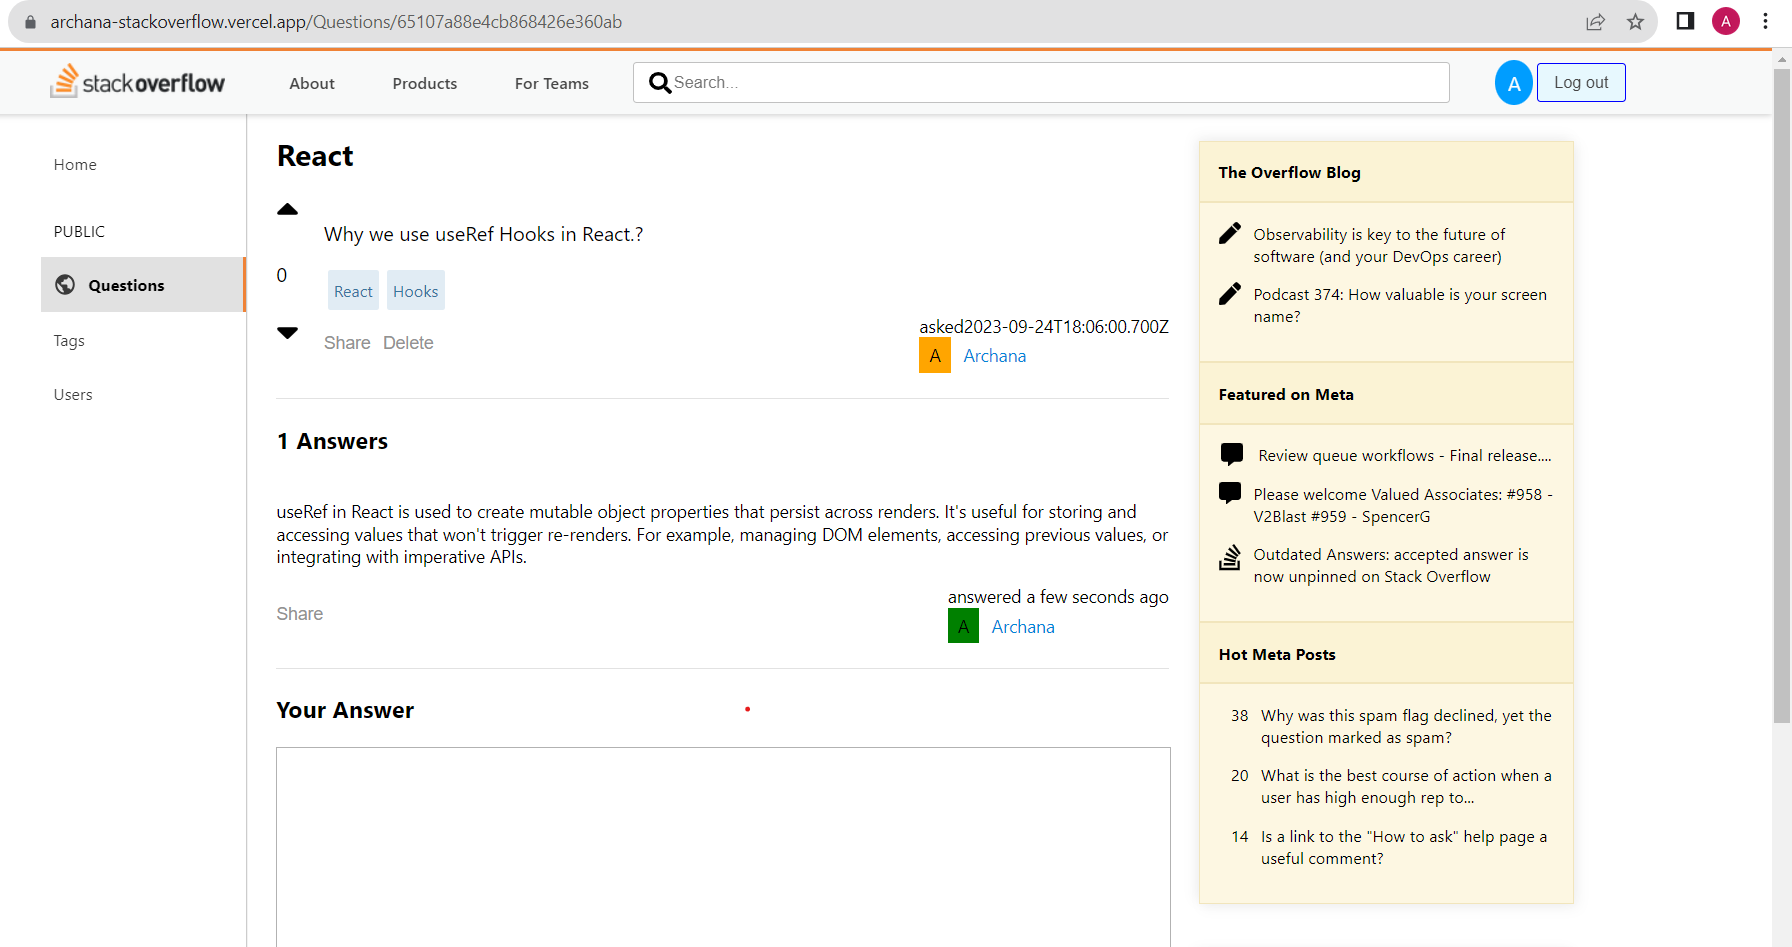 archana-stackoverflow.vercel.app/Questions/65107a88e4cb868426e360ab
A
stack overflow
About
Products
For Teams
Search...
A
Log out
Home
PUBLIC
Questions
Tags
Users
React
Why we use useRef Hooks in React.?
0
React
Hooks
Share
Delete
asked2023-09-24T18:06:00.700Z
A
Archana
1 Answers
useRef in React is used to create mutable object properties that persist across renders. It's useful for storing and
accessing values that won't trigger re-renders. For example, managing DOM elements, accessing previous values, or
integrating with imperative APIs.
Share
answered a few seconds ago
A
Archana
Your Answer
The Overflow Blog
Observability is key to the future of
software (and your DevOps career)
Podcast 374: How valuable is your screen
name?
Featured on Meta
Review queue workflows - Final release....
Please welcome Valued Associates: #958 -
V2Blast #959 - SpencerG
Outdated Answers: accepted answer is
now unpinned on Stack Overflow
Hot Meta Posts
38 Why was this spam flag declined, yet the
question marked as spam?
20 What is the best course of action when a
user has high enough rep to...
14 Is a link to the "How to ask" help page a
useful comment?